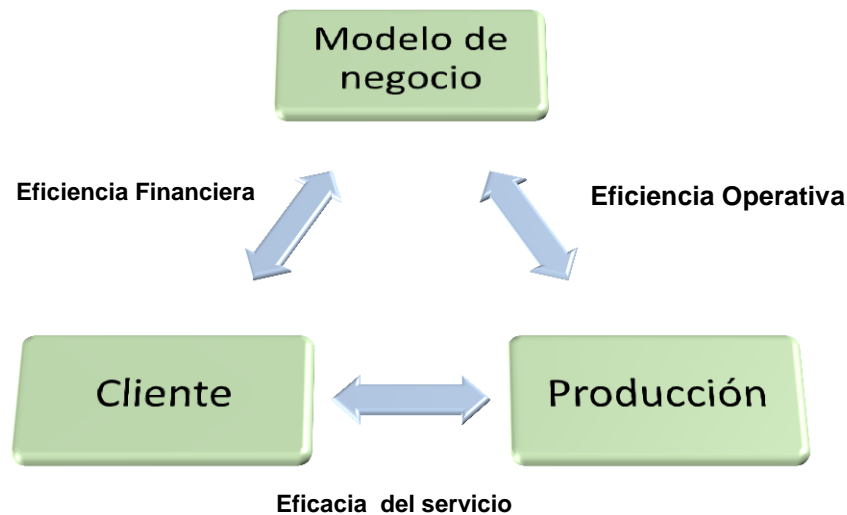 Modelo de
negocio
Eficiencia Financiera
Eficiencia Operativa
Cliente
Producción
Eficacia del servicio